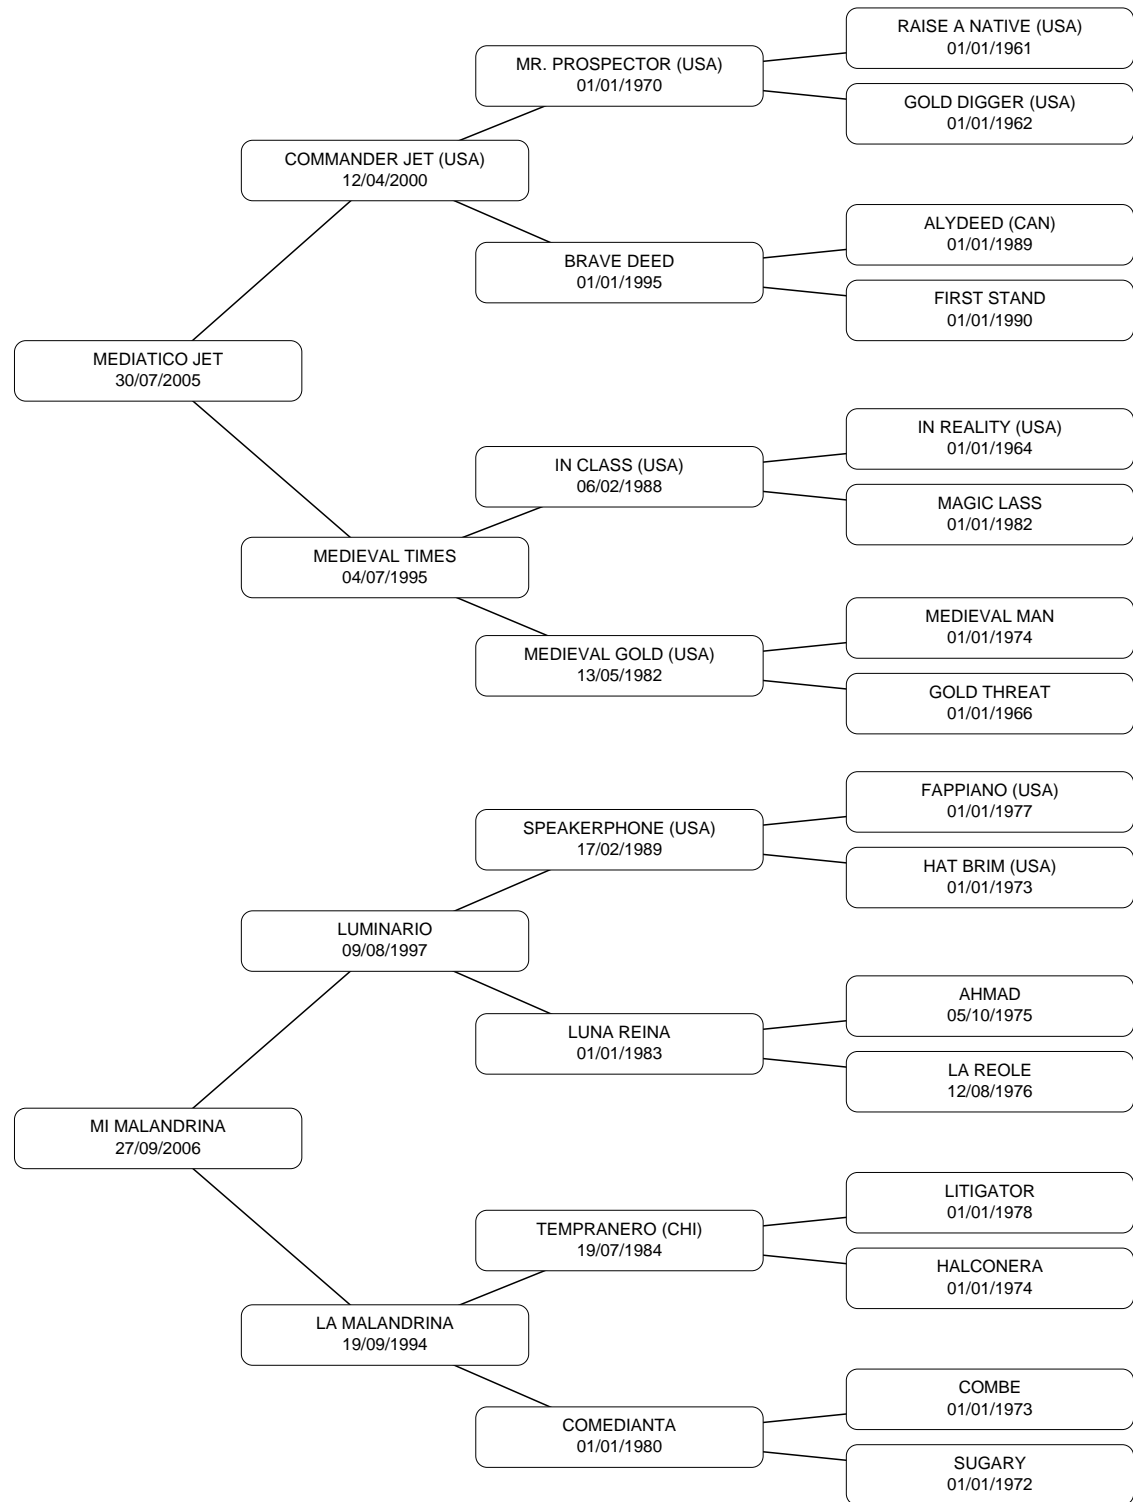 RAISE A NATIVE (USA)
01/01/1961
MR. PROSPECTOR (USA)
01/01/1970
GOLD DIGGER (USA)
01/01/1962
COMMANDER JET (USA)
12/04/2000
ALYDEED (CAN)
01/01/1989
BRAVE DEED
01/01/1995
FIRST STAND
01/01/1990
MEDIATICO JET
30/07/2005
IN REALITY (USA)
01/01/1964
IN CLASS (USA)
06/02/1988
MAGIC LASS
01/01/1982
MEDIEVAL TIMES
04/07/1995
MEDIEVAL MAN
01/01/1974
MEDIEVAL GOLD (USA)
13/05/1982
GOLD THREAT
01/01/1966
FAPPIANO (USA)
01/01/1977
SPEAKERPHONE (USA)
17/02/1989
HAT BRIM (USA)
01/01/1973
LUMINARIO
09/08/1997
AHMAD
05/10/1975
LUNA REINA
01/01/1983
LA REOLE
12/08/1976
MI MALANDRINA
27/09/2006
LITIGATOR
01/01/1978
TEMPRANERO (CHI)
19/07/1984
HALCONERA
01/01/1974
LA MALANDRINA
19/09/1994
COMBE
01/01/1973
COMEDIANTA
01/01/1980
SUGARY
01/01/1972